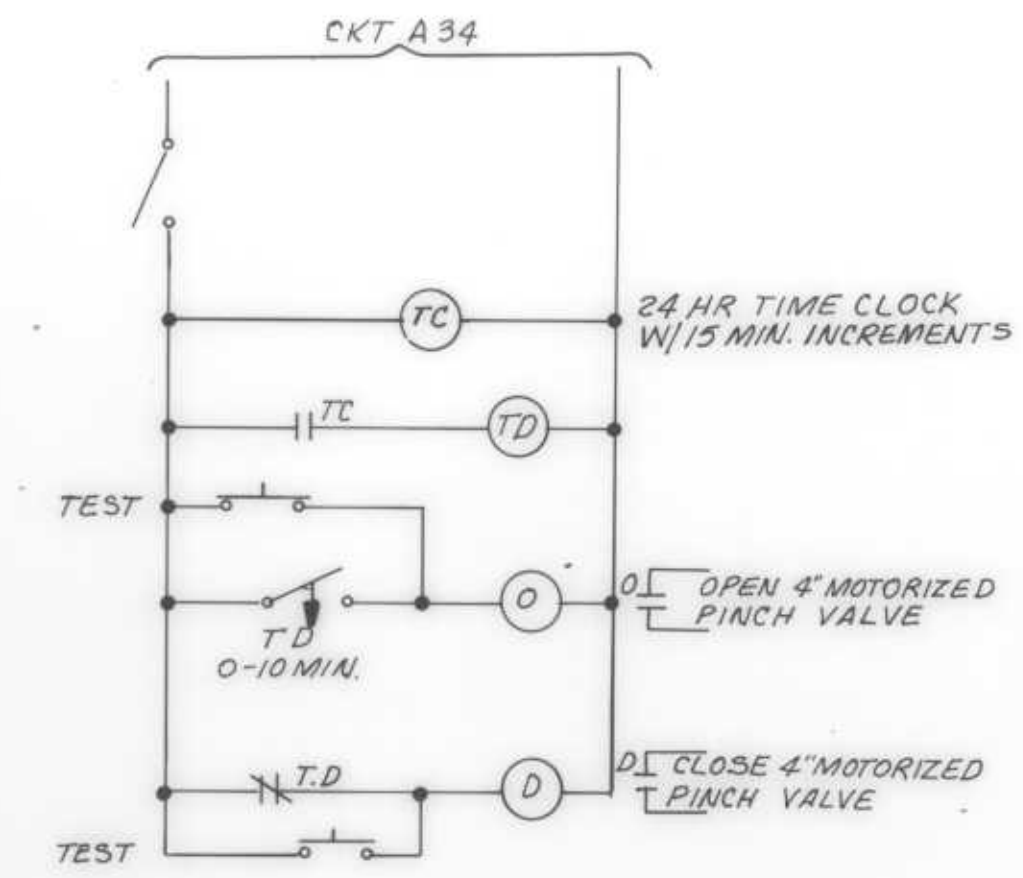 CKT A34
TC
24 HR TIME CLOCK
W/15 MIN. INCREMENTS
TC
TD
TEST
O
O
OPEN 4" MOTORIZED
PINCH VALVE
TD
0-10 MIN.
T.D
D
D
CLOSE 4" MOTORIZED
PINCH VALVE
TEST